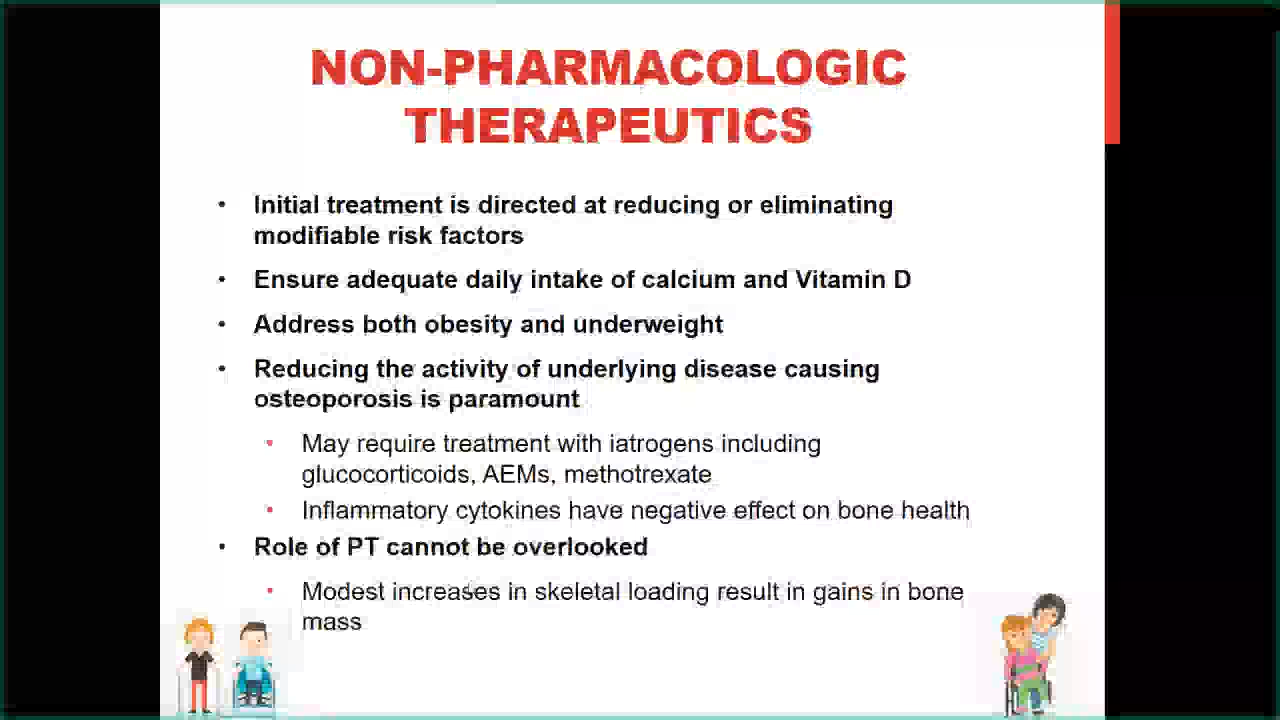 NON-PHARMACOLOGIC
THERAPEUTICS
• Initial treatment is directed at reducing or eliminating
modifiable risk factors
• Ensure adequate daily intake of calcium and Vitamin D
• Address both obesity and underweight
• Reducing the activity of underlying disease causing
osteoporosis is paramount
• May require treatment with iatrogens including
glucocorticoids, AEMs, methotrexate
• Inflammatory cytokines have negative effect on bone health
• Role of PT cannot be overlooked
• Modest increases in skeletal loading result in gains in bone
mass